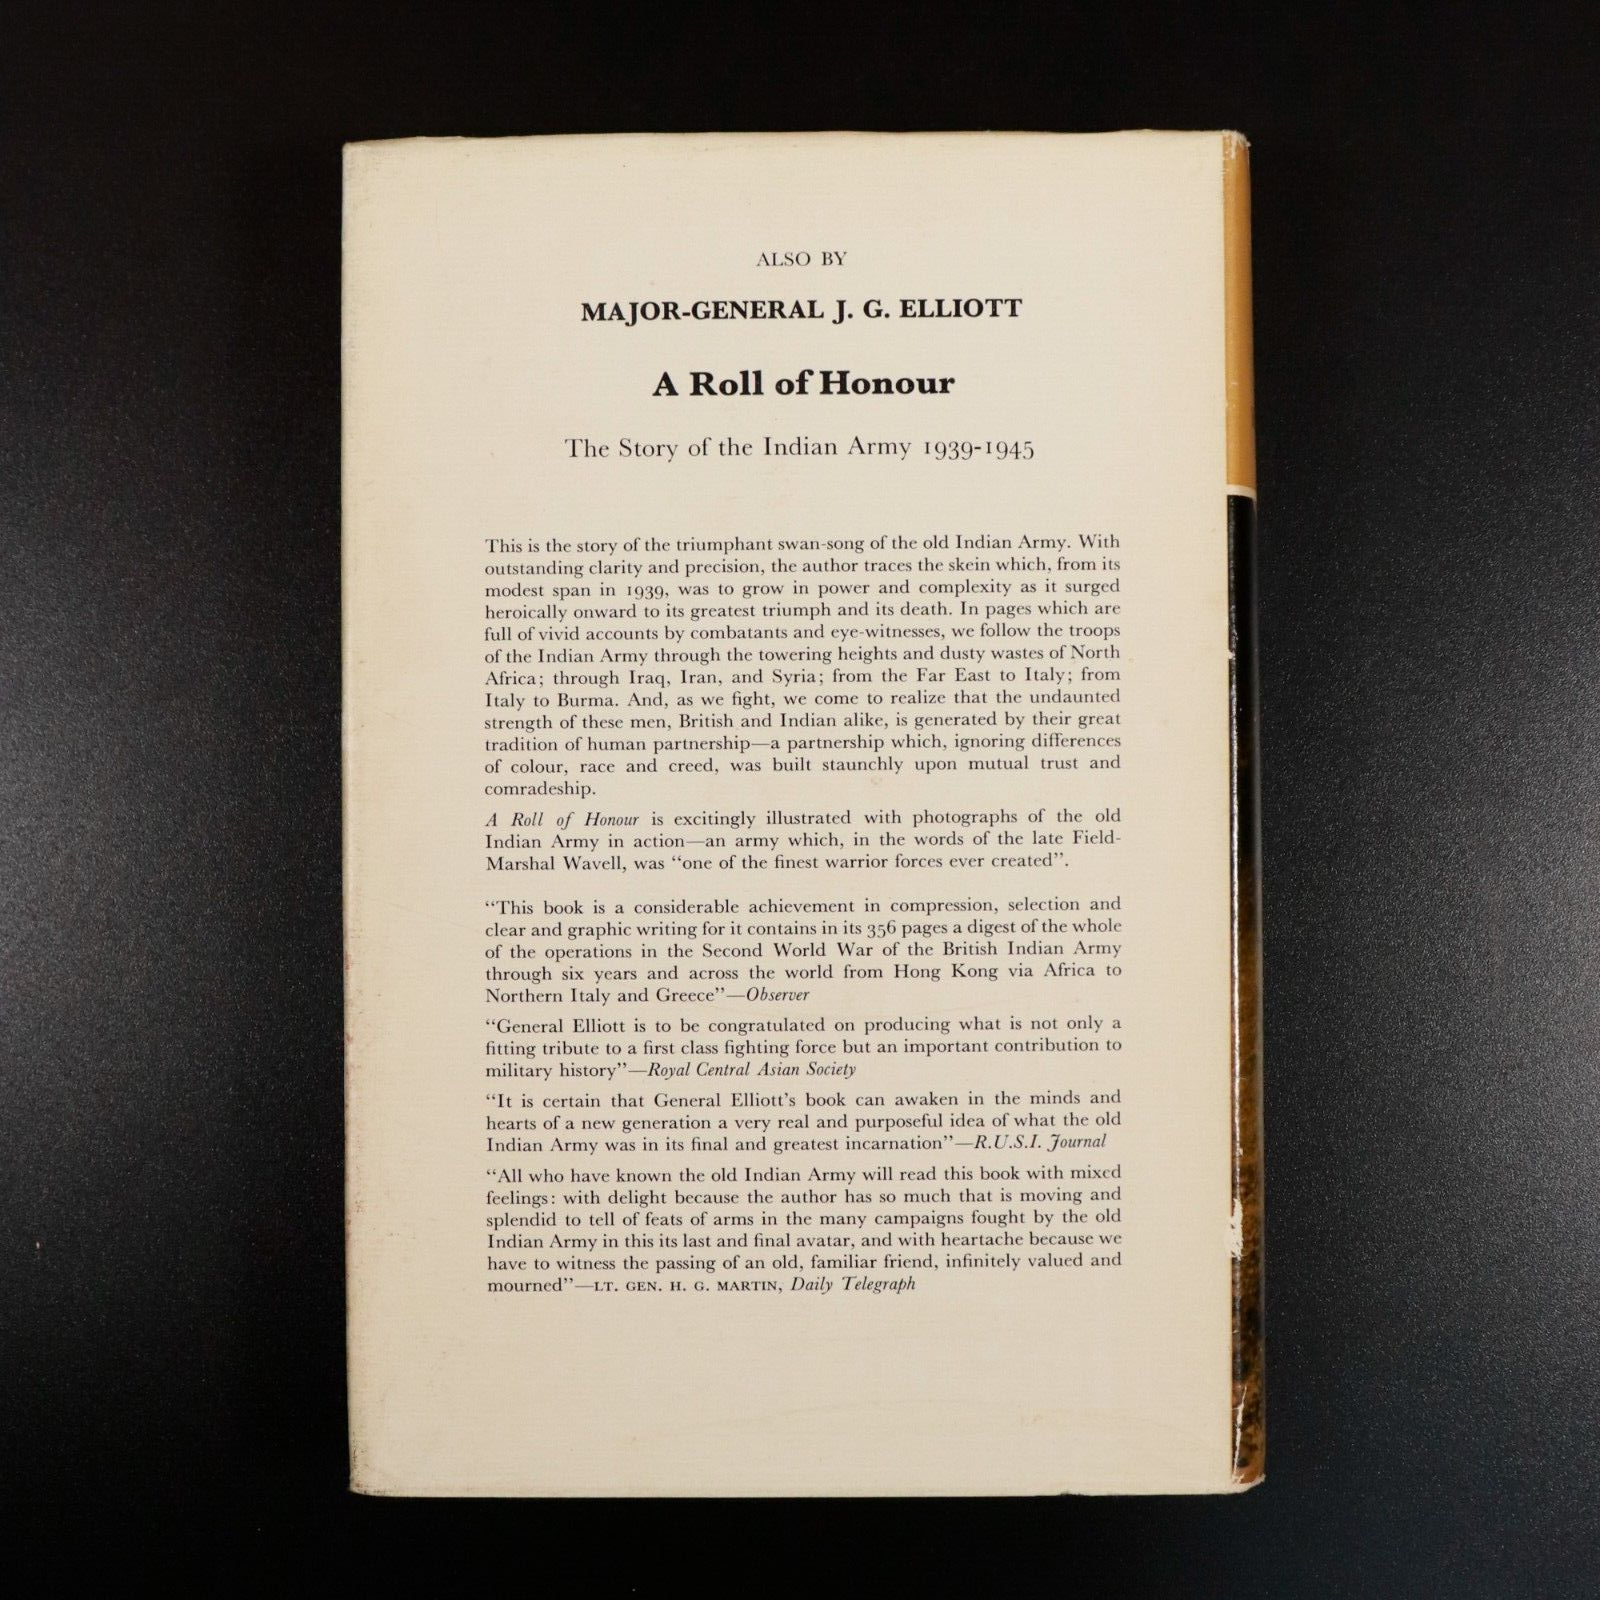 ALSO BY
MAJOR-GENERAL J. G. ELLIOTT
A Roll of Honour
The Story of the Indian Army 1939-1945
This is the story of the triumphant swan-song of the old Indian Army. With
outstanding clarity and precision, the author traces the skein which, from its
modest span in 1939, was to grow in power and complexity as it surged
heroically onward to its greatest triumph and its death. In pages which are
full of vivid accounts by combatants and eye-witnesses, we follow the troops
of the Indian Army through the towering heights and dusty wastes of North
Africa; through Iraq, Iran, and Syria; from the Far East to Italy; from
Italy to Burma. And, as we fight, we come to realize that the undaunted
strength of these men, British and Indian alike, is generated by their great
tradition of human partnership—a partnership which, ignoring differences
of colour, race and creed, was built staunchly upon mutual trust and
comradeship.
A Roll of Honour is excitingly illustrated with photographs of the old
Indian Army in action—an army which, in the words of the late Field-
Marshal Wavell, was “one of the finest warrior forces ever created”.
“This book is a considerable achievement in compression, selection and
clear and graphic writing for it contains in its 356 pages a digest of the whole
of the operations in the Second World War of the British Indian Army
through six years and across the world from Hong Kong via Africa to
Northern Italy and Greece”—Observer
“General Elliott is to be congratulated on producing what is not only a
fitting tribute to a first class fighting force but an important contribution to
military history”—Royal Central Asian Society
“It is certain that General Elliott’s book can awaken in the minds and
hearts of a new generation a very real and purposeful idea of what the old
Indian Army was in its final and greatest incarnation”—R.U.S.I. Journal
“All who have known the old Indian Army will read this book with mixed
feelings: with delight because the author has so much that is moving and
splendid to tell of feats of arms in the many campaigns fought by the old
Indian Army in this its last and final avatar, and with heartache because we
have to witness the passing of an old, familiar friend, infinitely valued and
mourned”—LT. GEN. H. G. MARTIN, Daily Telegraph